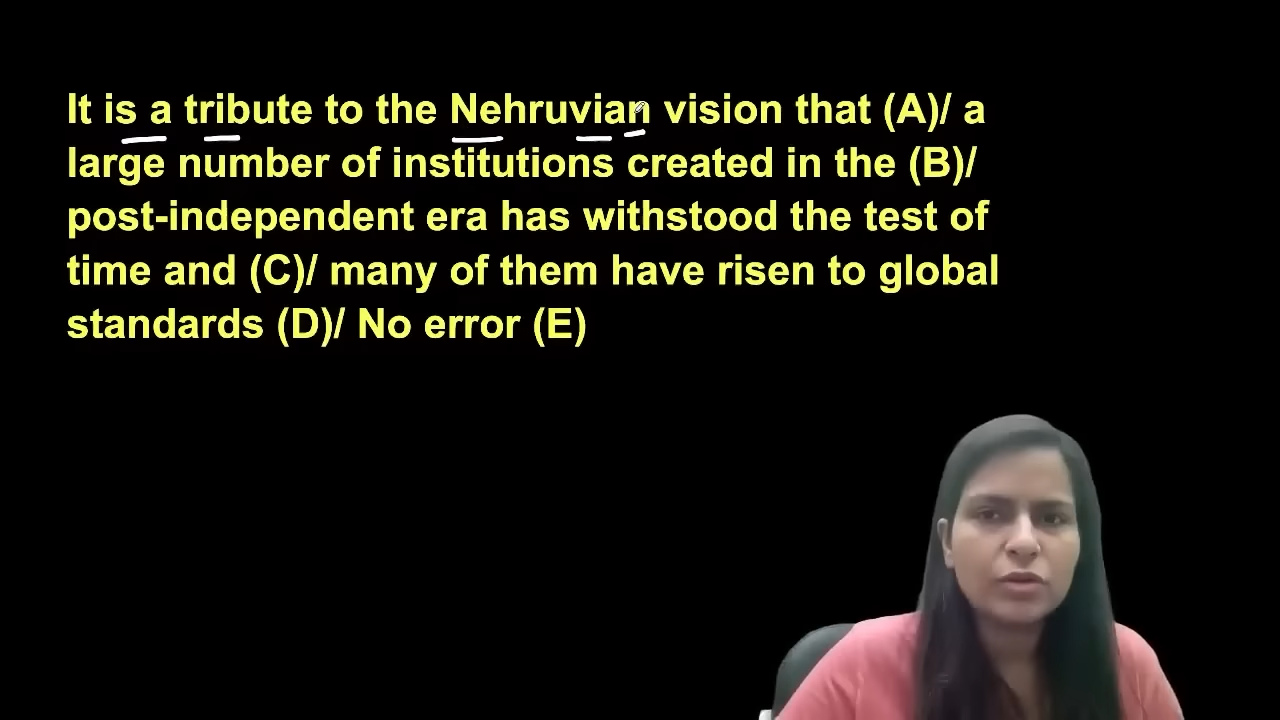 It is a tribute to the Nehruvian vision that (A)/ a
large number of institutions created in the (B)/
post-independent era has withstood the test of
time and (C)/ many of them have risen to global
standards (D)/ No error (E)